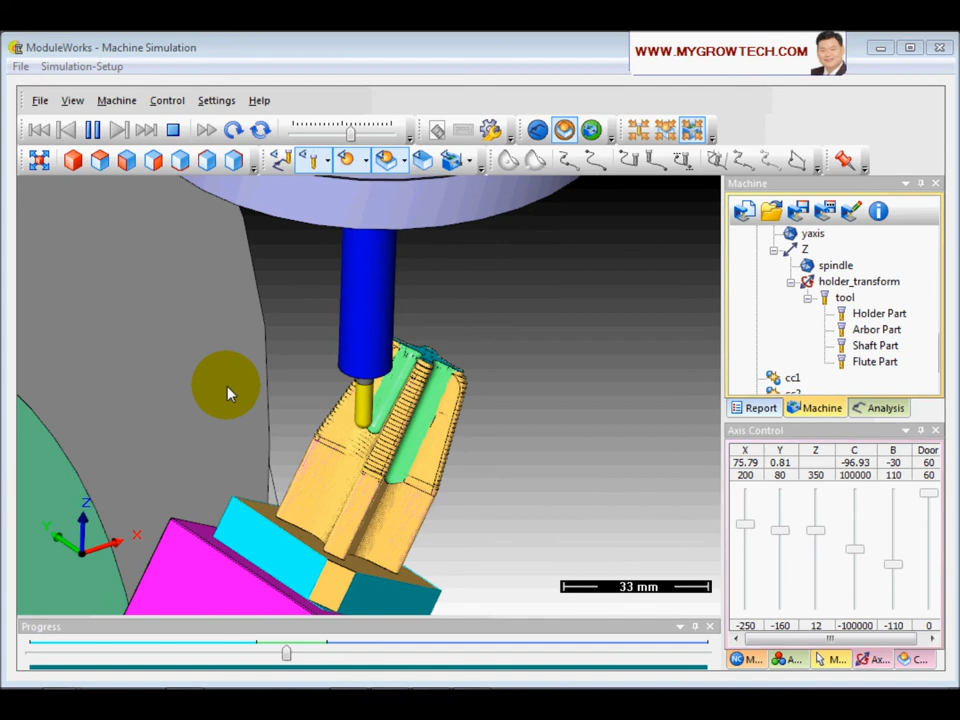 ModuleWorks - Machine Simulation
WWW.MYGROWTECH.COM
File Simulation-Setup
File View Machine Control Settings Help
Machine
yaxis
Z
spindle
holder_transform
tool
Holder Part
Arbor Part
Shaft Part
Flute Part
cc1
Report Machine Analysis
Axis Control
X Y Z C B Door
75.79 0.81 -96.93 -30 60
200 80 350 100000 110 60
-250 -160 12 -100000 -110 0
NC M... A... M... Ax... C...
Z
Y X
33 mm
Progress